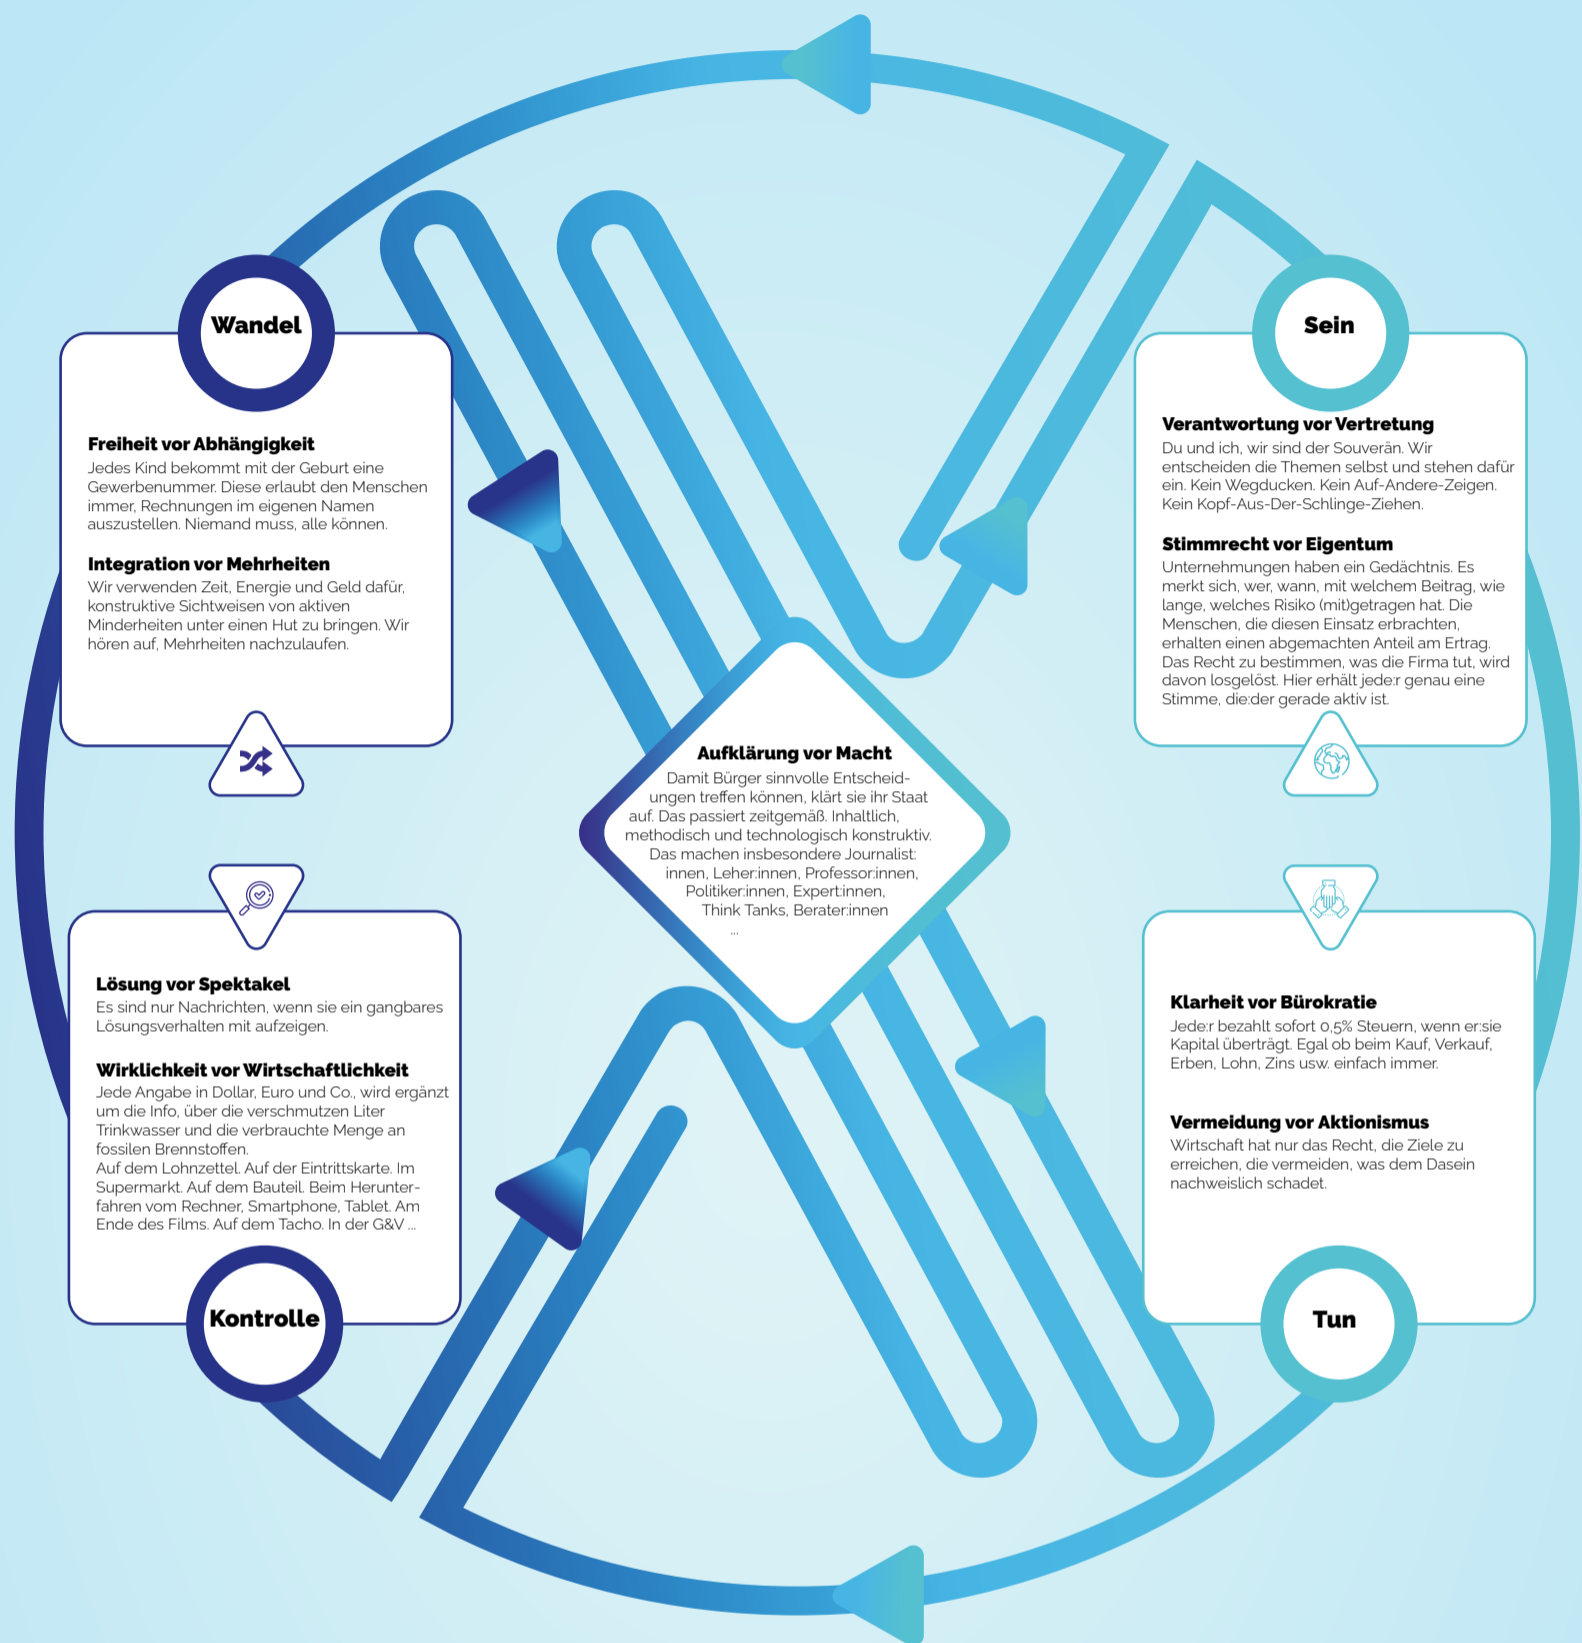 Wandel
Freiheit vor Abhängigkeit
Jedes Kind bekommt mit der Geburt eine
Gewerbenummer. Diese erlaubt den Menschen
immer, Rechnungen im eigenen Namen
auszustellen. Niemand muss, alle können.
Integration vor Mehrheiten
Wir verwenden Zeit, Energie und Geld dafür,
konstruktive Sichtweisen von aktiven
Minderheiten unter einen Hut zu bringen. Wir
hören auf, Mehrheiten nachzulaufen.
Sein
Verantwortung vor Vertretung
Du und ich, wir sind der Souverän. Wir
entscheiden die Themen selbst und stehen dafür
ein. Kein Wegducken. Kein Auf-Andere-Zeigen.
Kein Kopf-Aus-Der-Schlinge-Ziehen.
Stimmrecht vor Eigentum
Unternehmungen haben ein Gedächtnis. Es
merkt sich, wer, wann, mit welchem Beitrag, wie
lange, welches Risiko (mit)getragen hat. Die
Menschen, die diesen Einsatz erbrachten,
erhalten einen abgemachten Anteil am Ertrag.
Das Recht zu bestimmen, was die Firma tut, wird
davon losgelöst. Hier erhält jede:r genau eine
Stimme, die:der gerade aktiv ist.
Aufklärung vor Macht
Damit Bürger sinnvolle Entscheid-
ungen treffen können, klärt sie ihr Staat
auf. Das passiert zeitgemäß. Inhaltlich,
methodisch und technologisch konstruktiv.
Das machen insbesondere Journalist:
innen, Leher:innen, Professor:innen,
Politiker:innen, Expert:innen,
Think Tanks, Berater:innen
...
Lösung vor Spektakel
Es sind nur Nachrichten, wenn sie ein gangbares
Lösungsverhalten mit aufzeigen.
Wirklichkeit vor Wirtschaftlichkeit
Jede Angabe in Dollar, Euro und Co., wird ergänzt
um die Info, über die verschmutzen Liter
Trinkwasser und die verbrauchte Menge an
fossilen Brennstoffen.
Auf dem Lohnzettel. Auf der Eintrittskarte. Im
Supermarkt. Auf dem Bauteil. Beim Herunter-
fahren vom Rechner, Smartphone, Tablet. Am
Ende des Films. Auf dem Tacho. In der G&V ...
Kontrolle
Klarheit vor Bürokratie
Jede:r bezahlt sofort 0,5% Steuern, wenn er:sie
Kapital überträgt. Egal ob beim Kauf, Verkauf,
Erben, Lohn, Zins usw. einfach immer.
Vermeidung vor Aktionismus
Wirtschaft hat nur das Recht, die Ziele zu
erreichen, die vermeiden, was dem Dasein
nachweislich schadet.
Tun